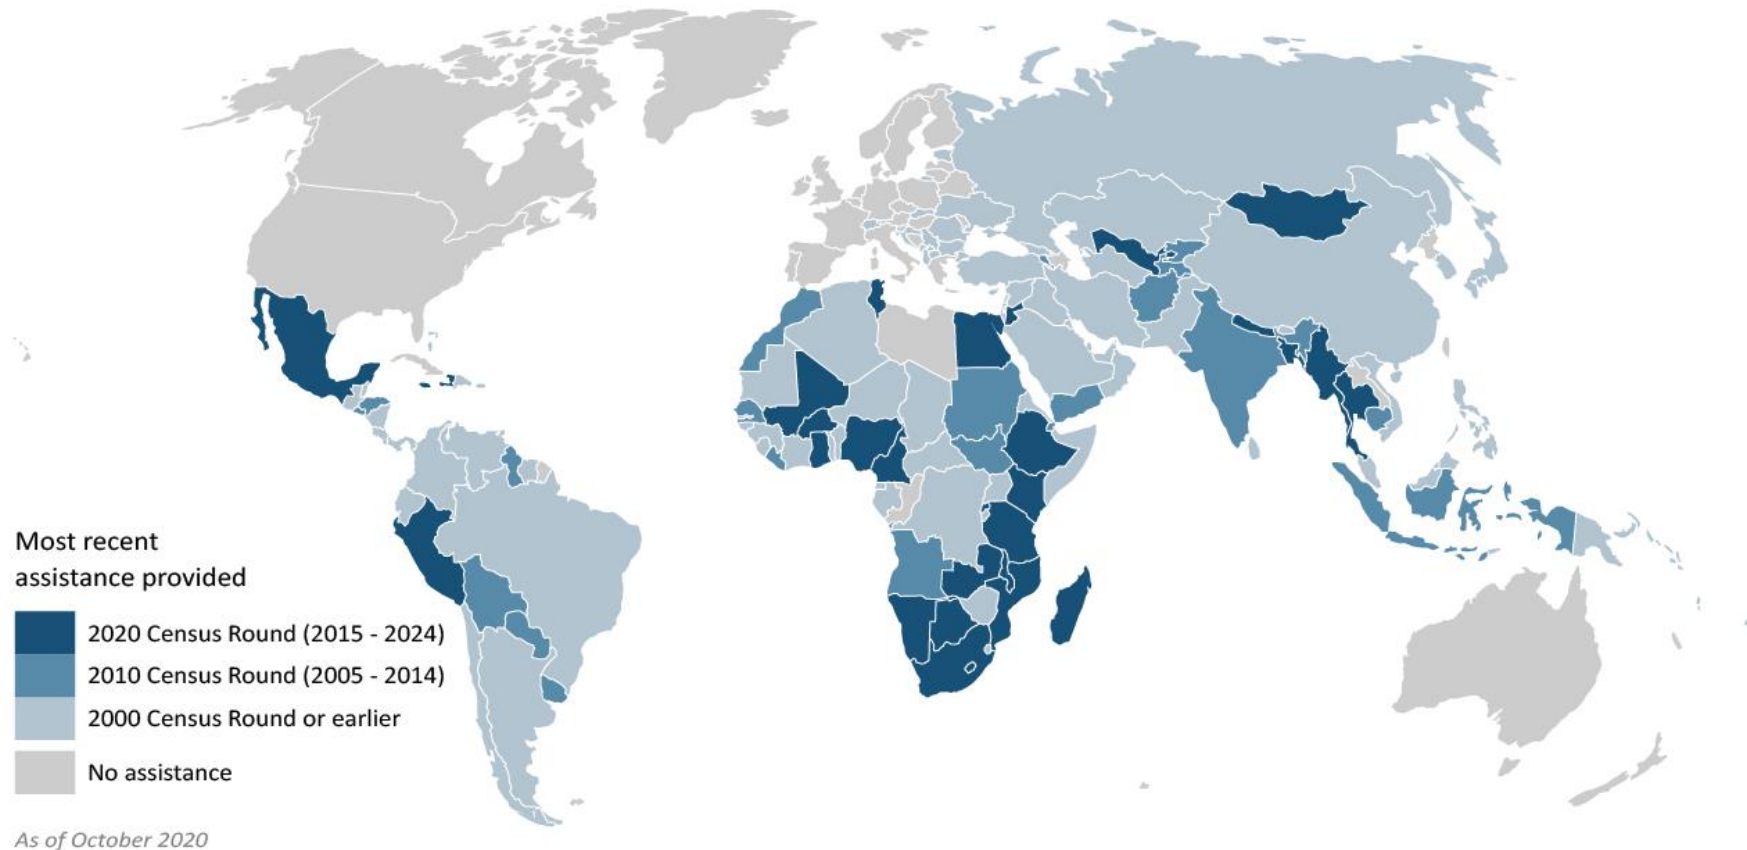 Most recent
assistance provided
2020 Census Round (2015 - 2024)
2010 Census Round (2005 - 2014)
2000 Census Round or earlier
No assistance
As of October 2020